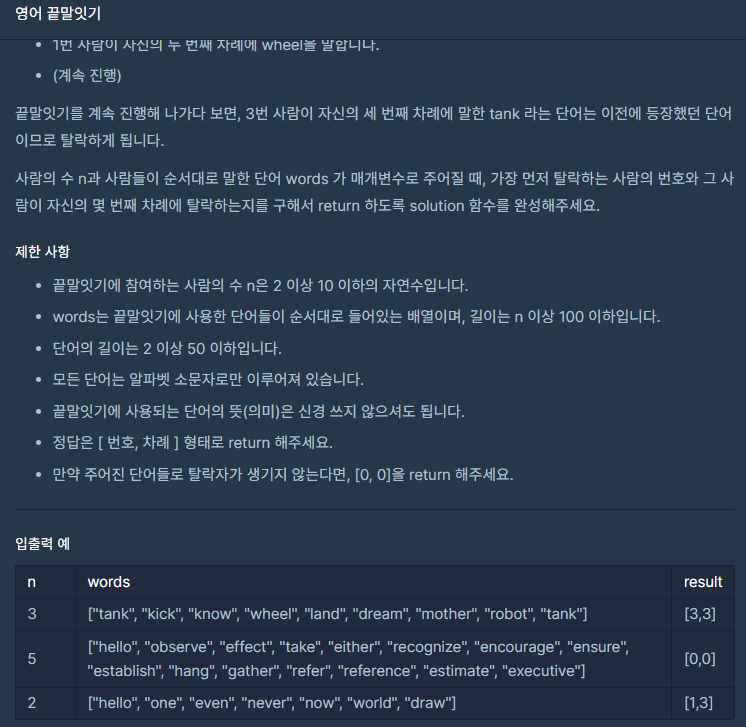 영어 끝말잇기
1번 사람이 자신의 두 번째 차례에 wheel을 말합니다.
(계속 진행)
끝말잇기를 계속 진행해 나가다 보면, 3번 사람이 자신의 세 번째 차례에 말한 tank 라는 단어는 이전에 등장했던 단어
이므로 탈락하게 됩니다.
사람의 수 n과 사람들이 순서대로 말한 단어 words 가 매개변수로 주어질 때, 가장 먼저 탈락하는 사람의 번호와 그 사
람이 자신의 몇 번째 차례에 탈락하는지를 구해서 return 하도록 solution 함수를 완성해주세요.
제한 사항
끝말잇기에 참여하는 사람의 수 n은 2 이상 10 이하의 자연수입니다.
words는 끝말잇기에 사용한 단어들이 순서대로 들어있는 배열이며, 길이는 n 이상 100 이하입니다.
단어의 길이는 2 이상 50 이하입니다.
모든 단어는 알파벳 소문자로만 이루어져 있습니다.
끝말잇기에 사용되는 단어의 뜻(의미)은 신경 쓰지 않으셔도 됩니다.
정답은 [ 번호, 차례 ] 형태로 return 해주세요.
만약 주어진 단어들로 탈락자가 생기지 않는다면, [0, 0]을 return 해주세요.
입출력 예
n words result
3 ["tank", "kick", "know", "wheel", "land", "dream", "mother", "robot", "tank"] [3,3]
5 ["hello", "observe", "effect", "take", "either", "recognize", "encourage", "ensure",
"establish", "hang", "gather", "refer", "reference", "estimate", "executive"] [0,0]
2 ["hello", "one", "even", "never", "now", "world", "draw"] [1,3]